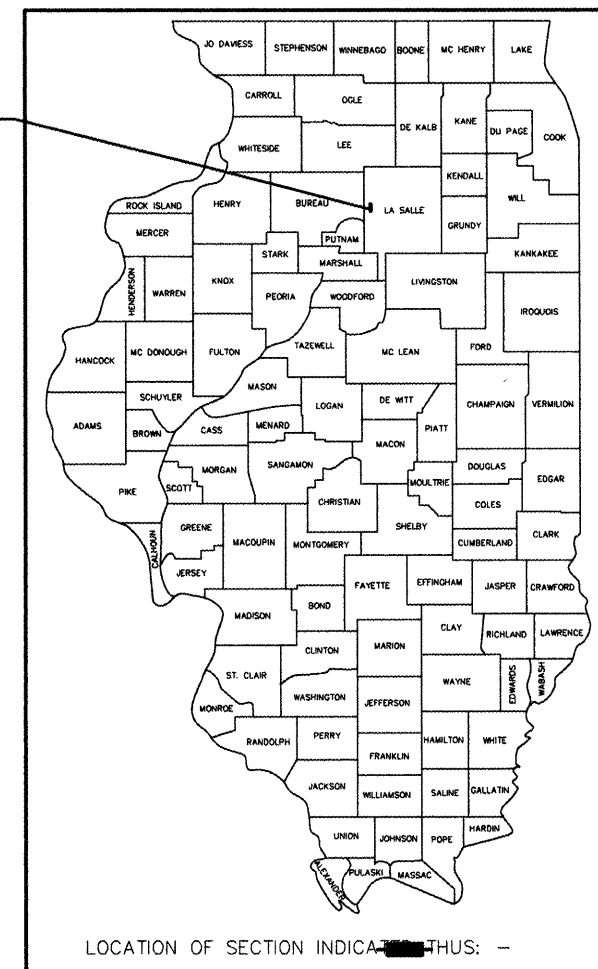 JO DAVIESS STEPHENSON WINNEBAGO BOONE MC HENRY LAKE
CARROLL OGLE DE KALB KANE DU PAGE COOK
WHITESIDE LEE
KENDALL WILL
ROCK ISLAND HENRY BUREAU LA SALLE
MERCER PUTNAM GRUNDY
STARK MARSHALL KANKAKEE
HENDERSON WARREN KNOX PEORIA WOODFORD LIVINGSTON
IROQUOIS
HANCOCK MC DONOUGH FULTON TAZEWELL MC LEAN FORD
MASON
SCHUYLER LOGAN DE WITT CHAMPAIGN VERMILION
ADAMS BROWN CASS MENARD PIATT
MACON
MORGAN SANGAMON DOUGLAS
PIKE SCOTT CHRISTIAN MOULTRIE COLES EDGAR
GREENE MACOUPIN MONTGOMERY SHELBY
CALHOUN CUMBERLAND CLARK
JERSEY
FAYETTE EFFINGHAM JASPER CRAWFORD
MADISON BOND
CLAY RICHLAND LAWRENCE
CLINTON MARION
ST. CLAIR WAYNE EDWARDS WABASH
WASHINGTON JEFFERSON
MONROE
RANDOLPH PERRY HAMILTON WHITE
FRANKLIN
JACKSON WILLIAMSON SALINE GALLATIN
UNION JOHNSON POPE HARDIN
ALEXANDER PULASKI MASSAC
LOCATION OF SECTION INDICATED THUS: -